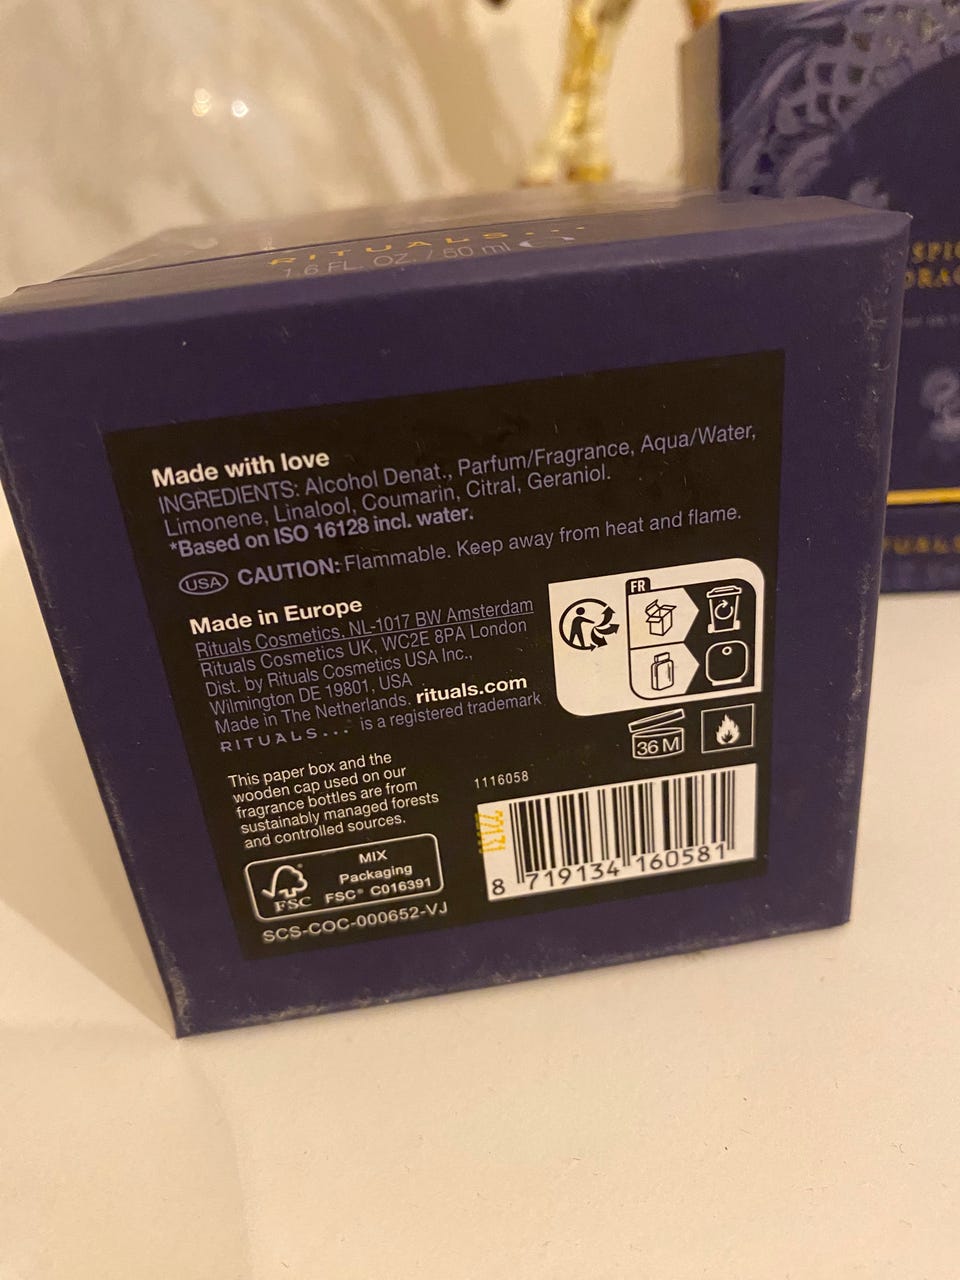 RITUALS...
1.6 FL. OZ. / 50 ml
Made with love
INGREDIENTS: Alcohol Denat., Parfum/Fragrance, Aqua/Water,
Limonene, Linalool, Coumarin, Citral, Geraniol.
*Based on ISO 16128 incl. water.
USA CAUTION: Flammable. Keep away from heat and flame.
Made in Europe
Rituals Cosmetics, NL-1017 BW Amsterdam
Rituals Cosmetics UK, WC2E 8PA London
Dist. by Rituals Cosmetics USA Inc.,
Wilmington DE 19801, USA
Made in The Netherlands. rituals.com
RITUALS... is a registered trademark
FR
36 M
This paper box and the
wooden cap used on our
fragrance bottles are from
sustainably managed forests
and controlled sources.
FSC
MIX
Packaging
FSC® C016391
SCS-COC-000652-VJ
1116058
8 719134 160581